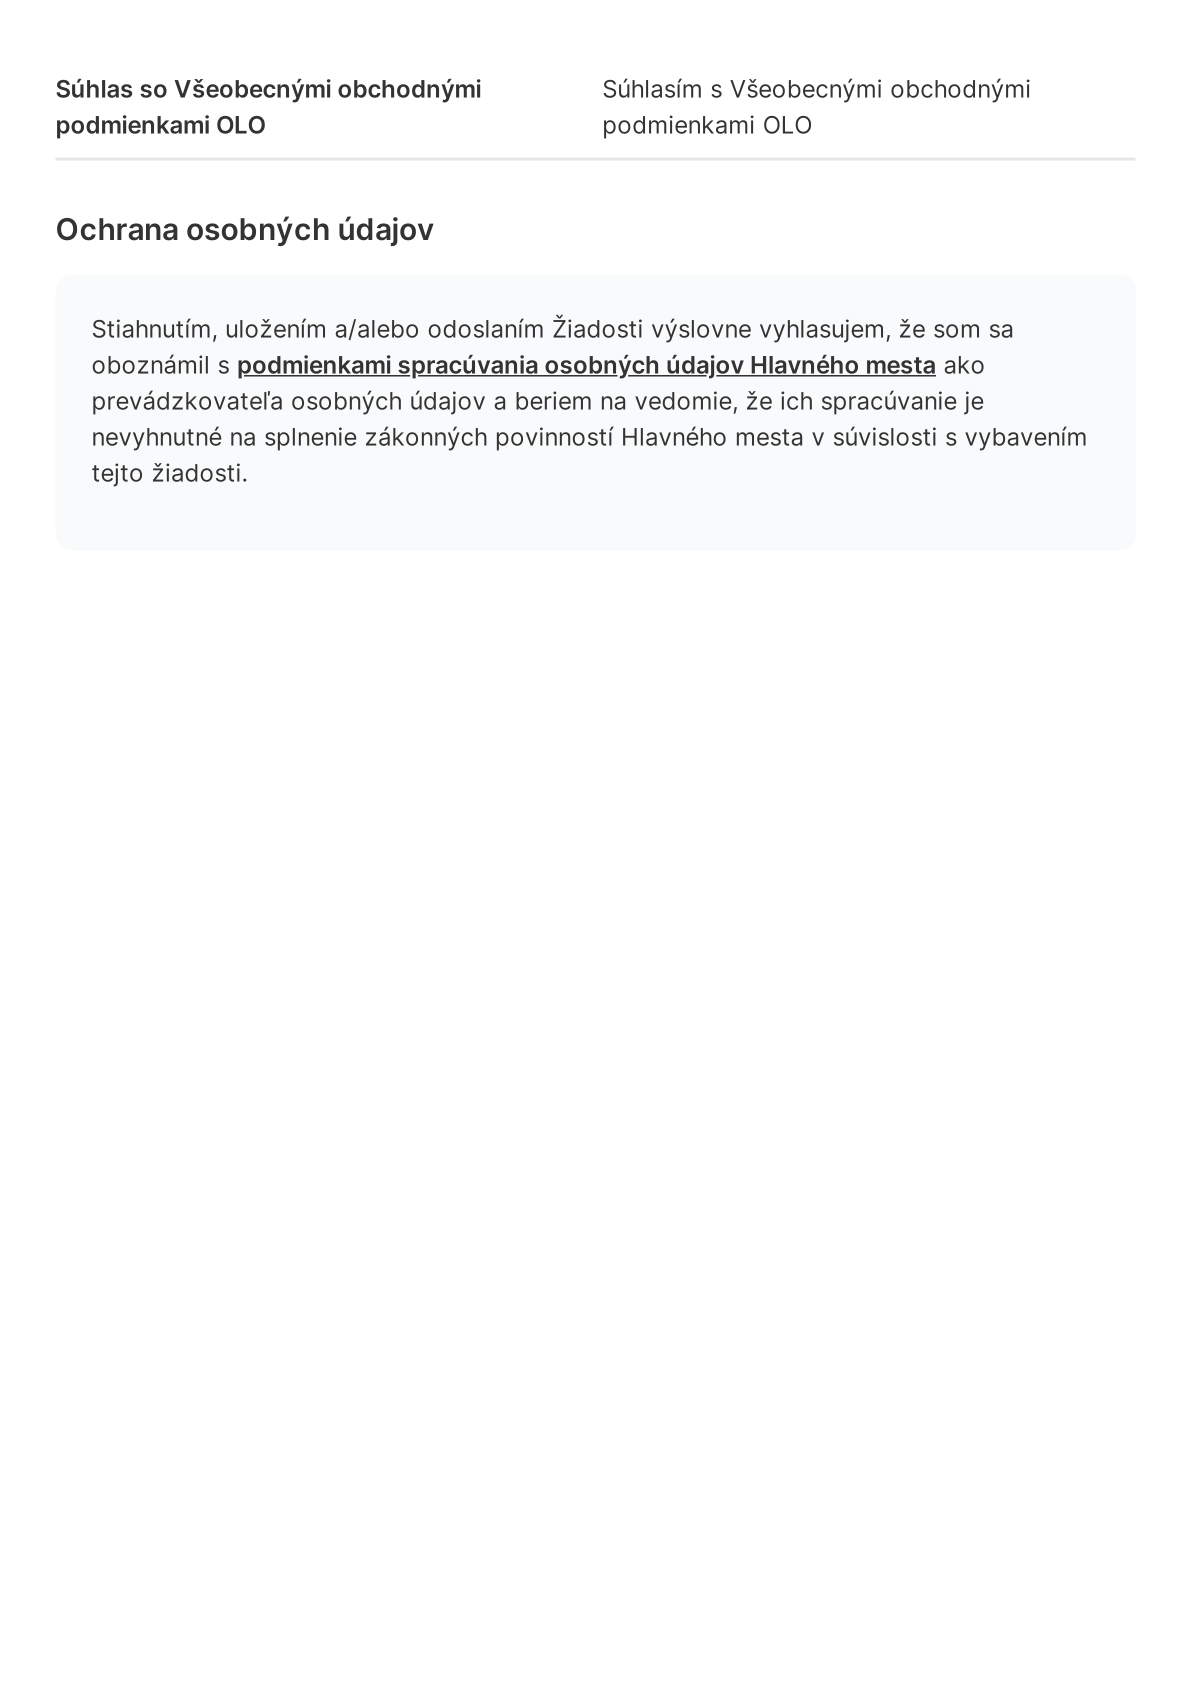 Súhlas so Všeobecnými obchodnými
podmienkami OLO
Súhlasím s Všeobecnými obchodnými
podmienkami OLO
Ochrana osobných údajov
Stiahnutím, uložením a/alebo odoslaním Žiadosti výslovne vyhlasujem, že som sa
oboznámil s podmienkami spracúvania osobných údajov Hlavného mesta ako
prevádzkovateľa osobných údajov a beriem na vedomie, že ich spracúvanie je
nevyhnutné na splnenie zákonných povinností Hlavného mesta v súvislosti s vybavením
tejto žiadosti.